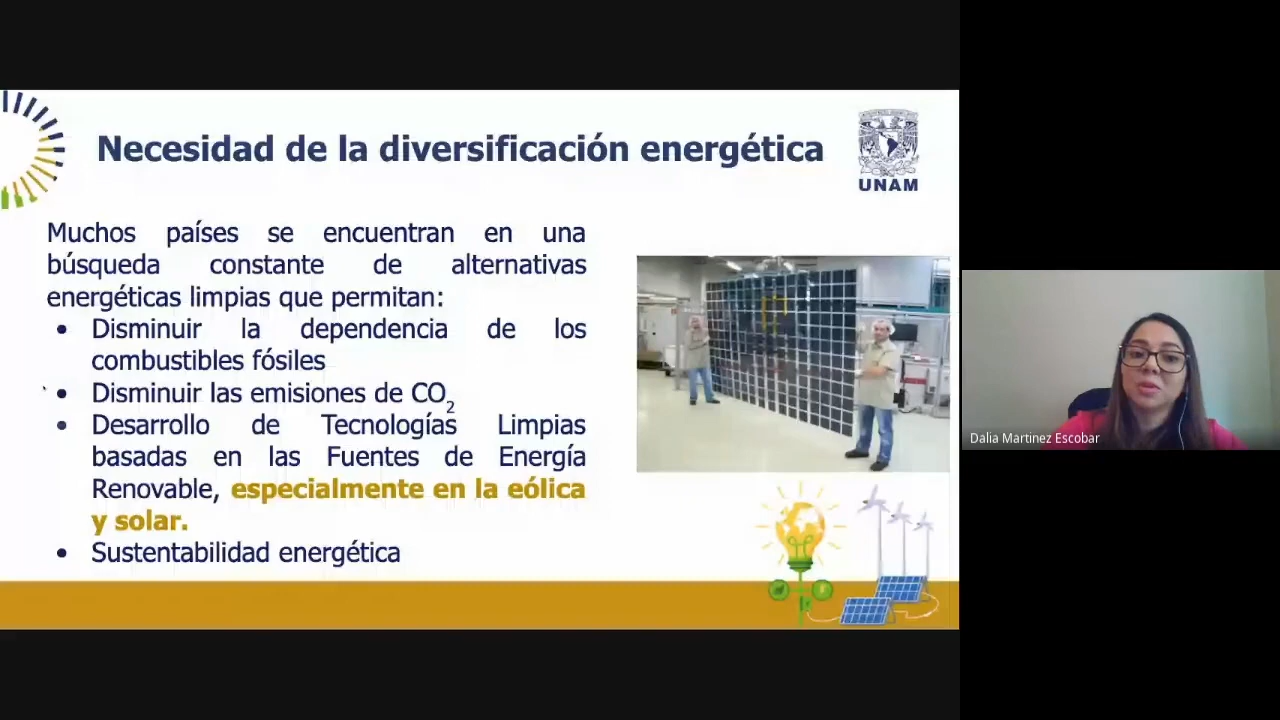 Necesidad de la diversificación energética
UNAM
Muchos países se encuentran en una
búsqueda constante de alternativas
energéticas limpias que permitan:
• Disminuir la dependencia de los
combustibles fósiles
• Disminuir las emisiones de CO₂
• Desarrollo de Tecnologías Limpias
basadas en las Fuentes de Energía
Renovable, especialmente en la eólica
y solar.
• Sustentabilidad energética
Dalia Martinez Escobar